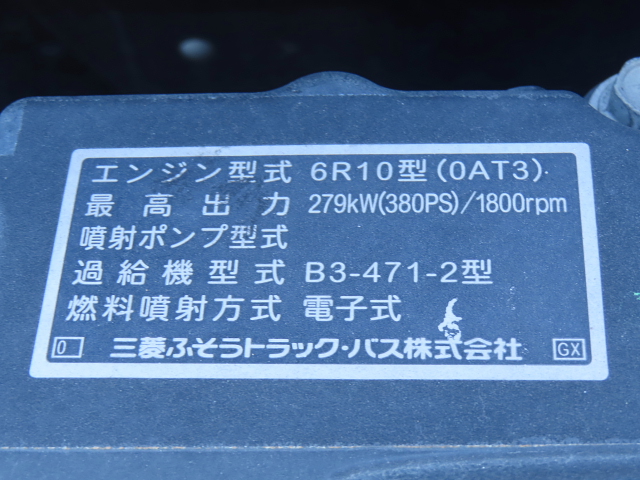 エンジン型式 6R10型(0AT3)
最高出力 279kW(380PS)/1800rpm
噴射ポンプ型式
過給機型式 B3-471-2型
燃料噴射方式 電子式
0 三菱ふそうトラック・バス株式会社 GX